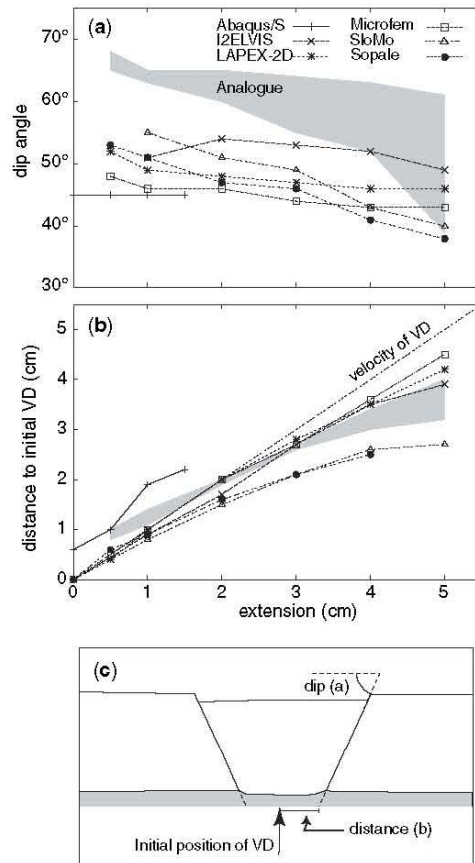 (a)
Abaqus/S
I2ELVIS
LAPEX-2D
Microfem
SloMo
Sopale
Analogue
dip angle
70°
60°
50°
40°
30°
(b)
velocity of VD
distance to initial VD (cm)
5
4
3
2
1
0
0 1 2 3 4 5
extension (cm)
(c)
dip (a)
distance (b)
Initial position of VD